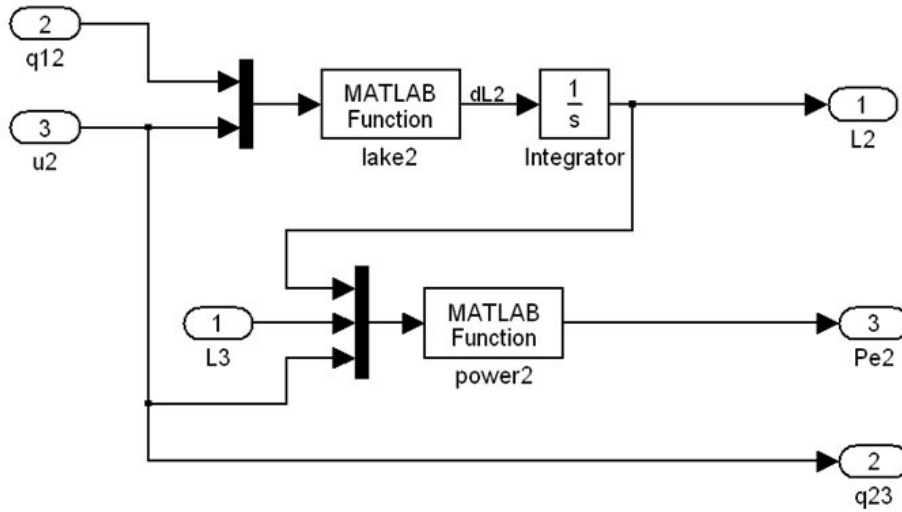 2
q12
3
u2
MATLAB
Function
lake2
dL2
1
s
Integrator
1
L2
1
L3
MATLAB
Function
power2
3
Pe2
2
q23